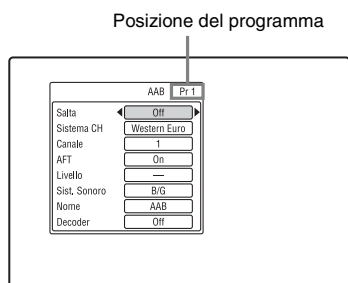 Posizione del programma
AAB Pr 1
Salta Off
Sistema CH Western Euro
Canale 1
AFT On
Livello —
Sist. Sonoro B/G
Nome AAB
Decoder Off